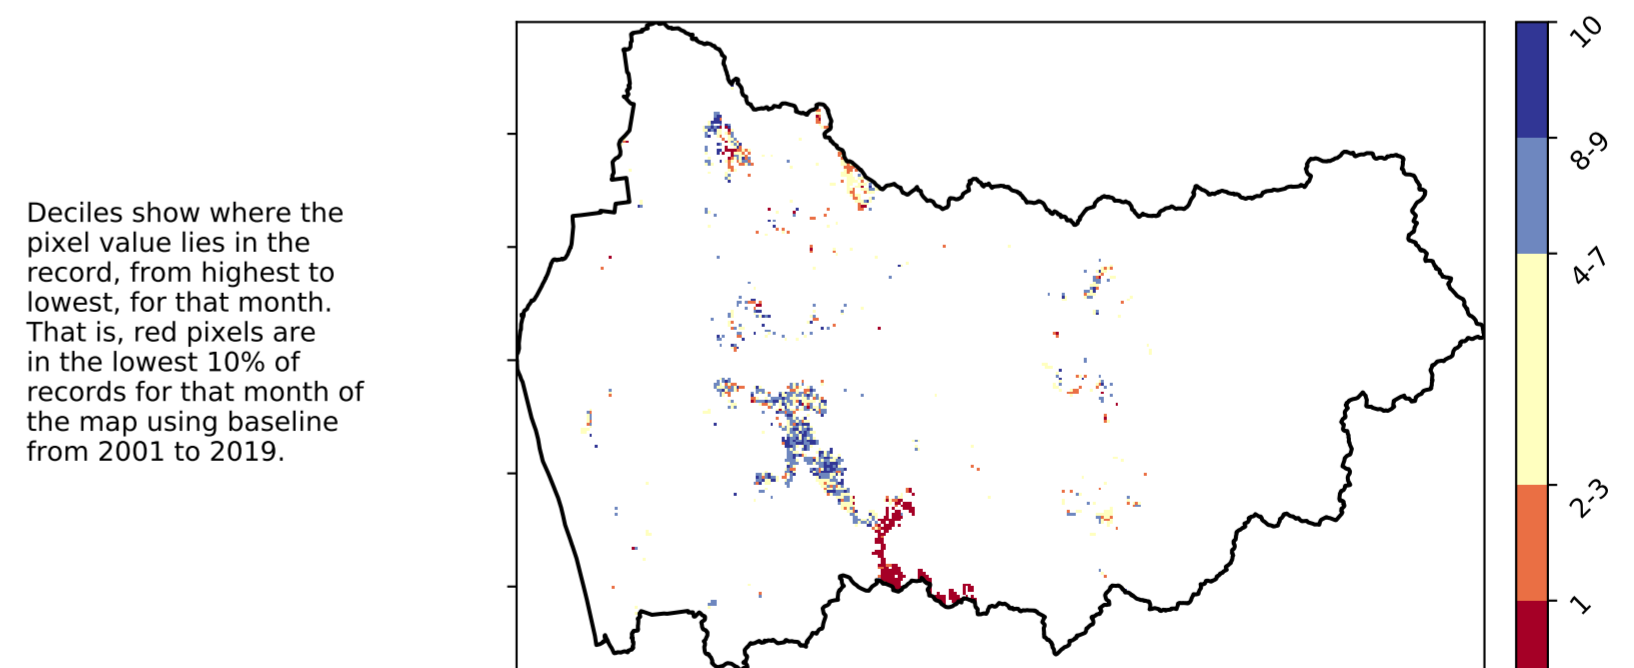 Deciles show where the
pixel value lies in the
record, from highest to
lowest, for that month.
That is, red pixels are
in the lowest 10% of
records for that month of
the map using baseline
from 2001 to 2019.
10
8-9
4-7
2-3
1